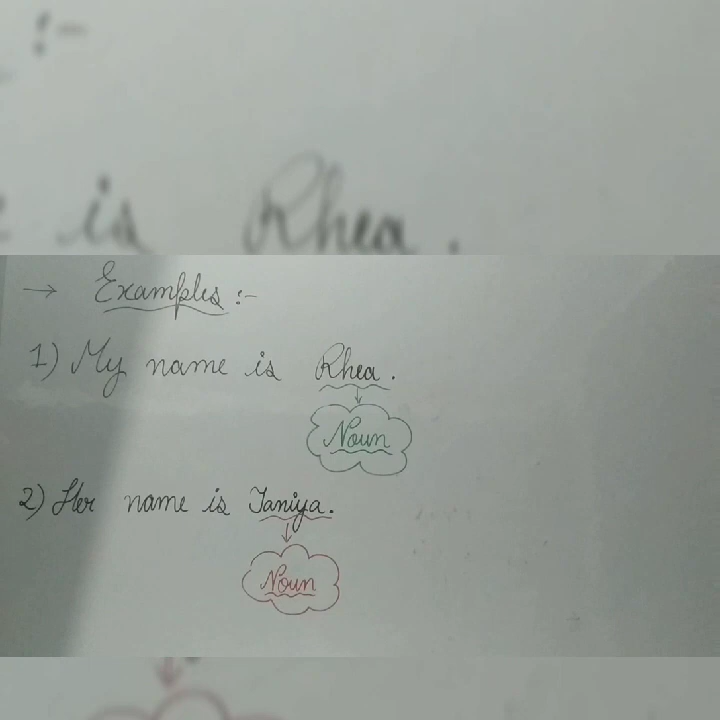 :-
is Rhea.
→ Examples :-
1) My name is Rhea.
Noun
2) Her name is Taniya.
Noun